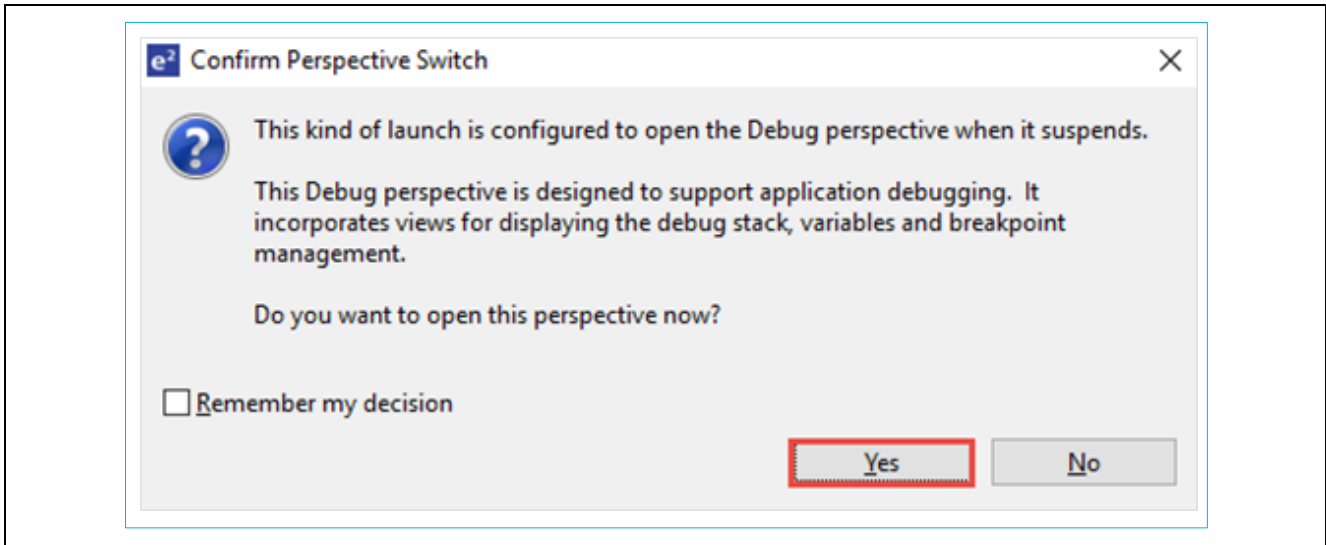 e² Confirm Perspective Switch
This kind of launch is configured to open the Debug perspective when it suspends.
This Debug perspective is designed to support application debugging. It
incorporates views for displaying the debug stack, variables and breakpoint
management.
Do you want to open this perspective now?
Remember my decision
Yes No